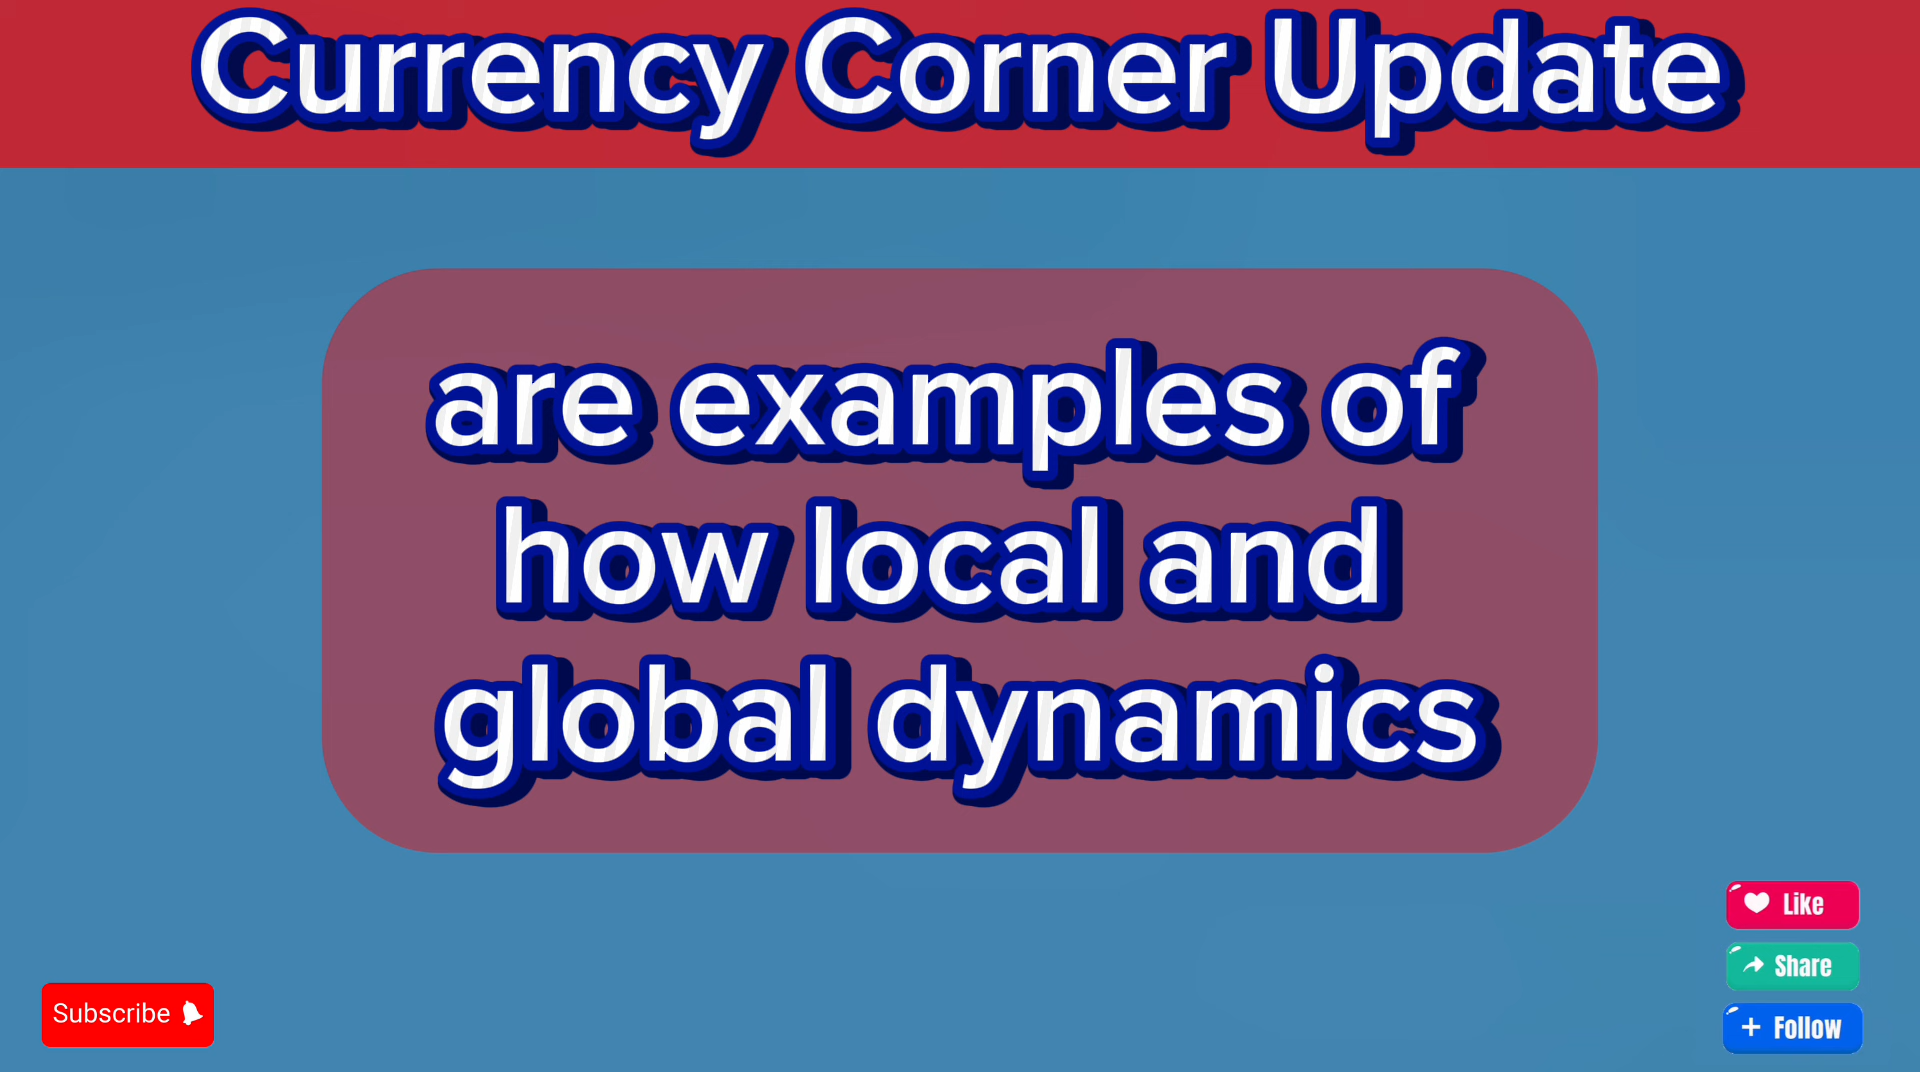 Currency Corner Update
are examples of
how local and
global dynamics
Like
Share
Subscribe
+ Follow